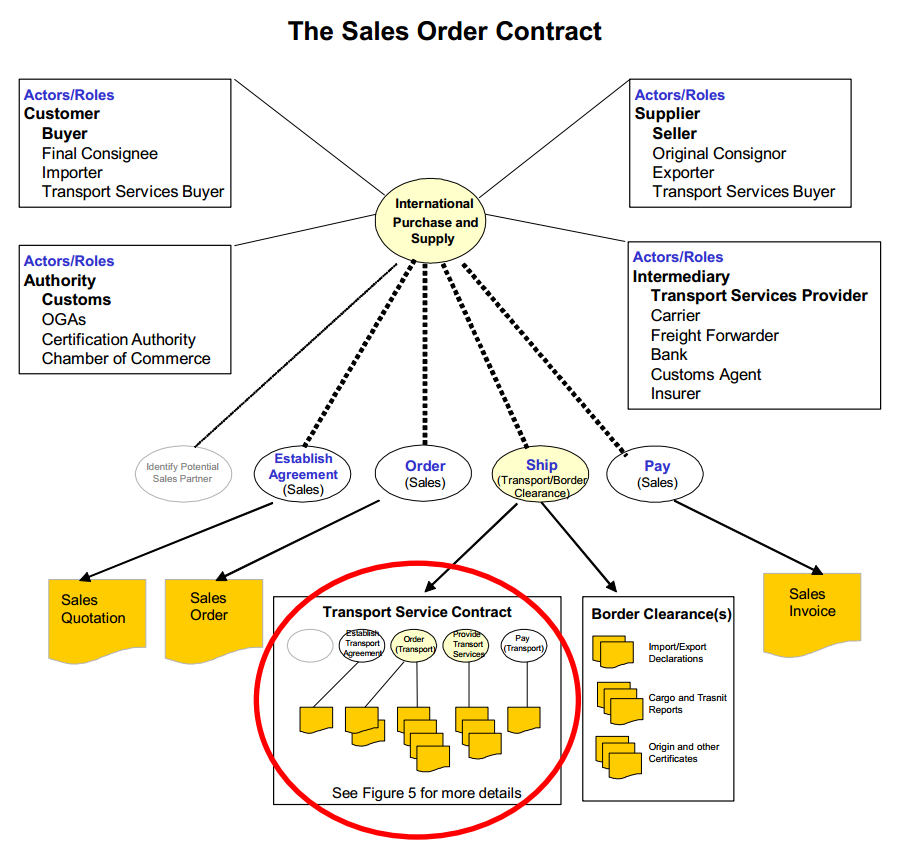 The Sales Order Contract
Actors/Roles
Customer
Buyer
Final Consignee
Importer
Transport Services Buyer
Actors/Roles
Supplier
Seller
Original Consignor
Exporter
Transport Services Buyer
International
Purchase and
Supply
Actors/Roles
Authority
Customs
OGAs
Certification Authority
Chamber of Commerce
Actors/Roles
Intermediary
Transport Services Provider
Carrier
Freight Forwarder
Bank
Customs Agent
Insurer
Identify Potential
Sales Partner
Establish
Agreement
(Sales)
Order
(Sales)
Ship
(Transport/Border
Clearance)
Pay
(Sales)
Sales
Quotation
Sales
Order
Transport Service Contract
Establish
Transport
Agreement
Order
(Transport)
Provide
Transort
Services
Pay
(Transport)
See Figure 5 for more details
Border Clearance(s)
Import/Export
Declarations
Cargo and Trasnit
Reports
Origin and other
Certificates
Sales
Invoice